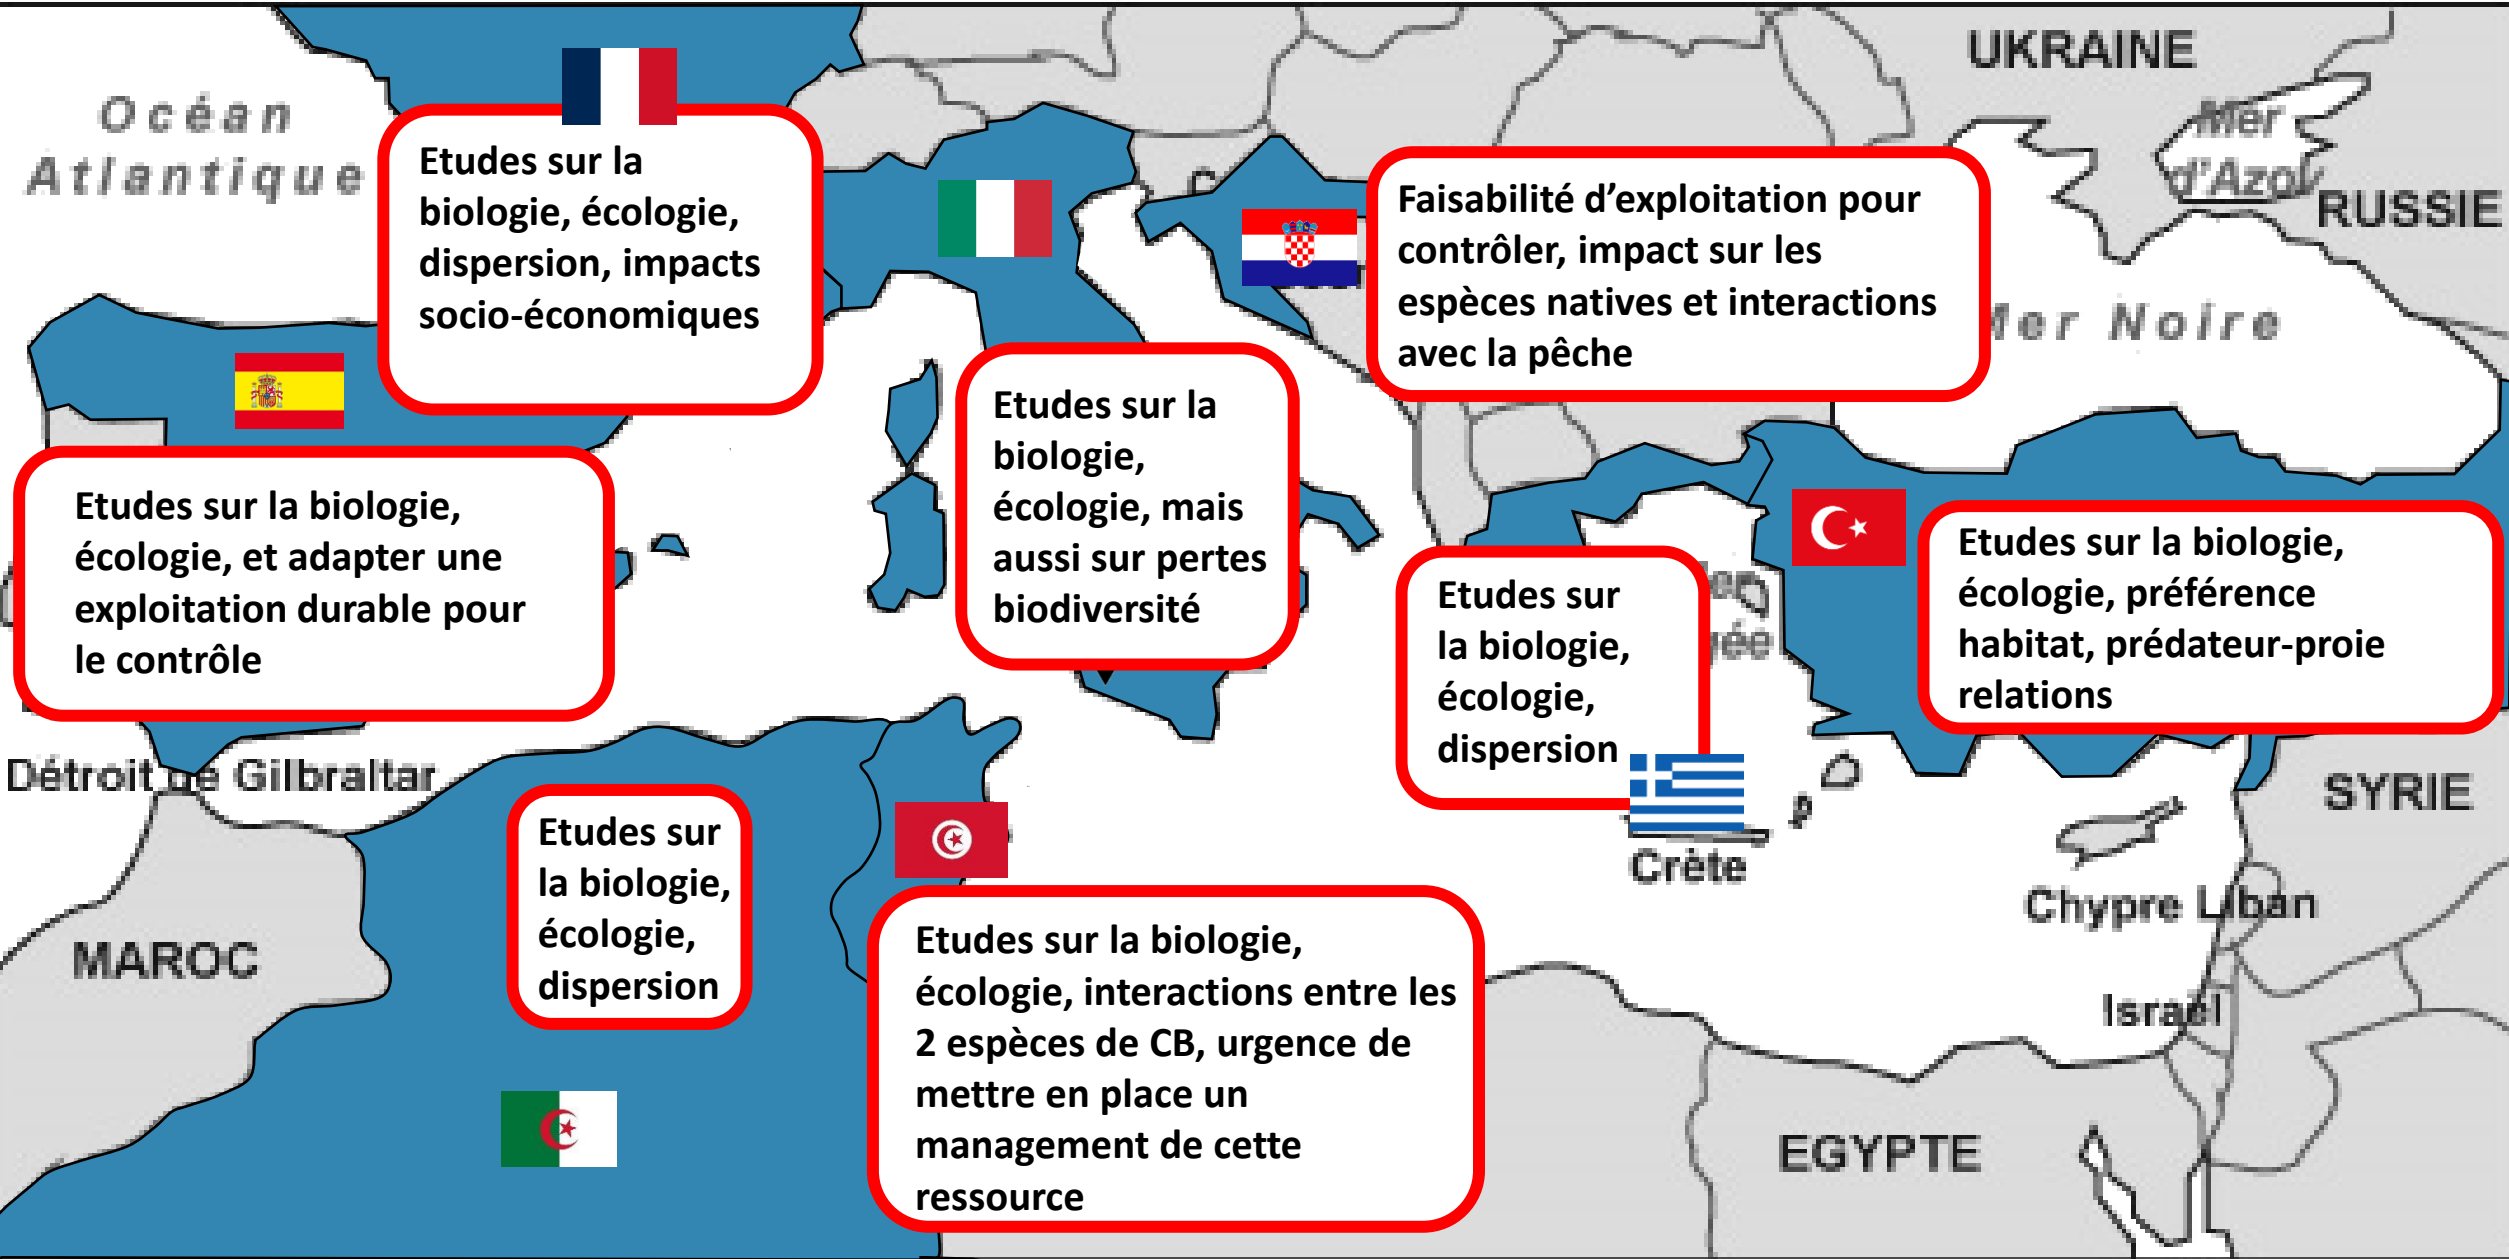 UKRAINE
Océan
Atlantique
Mer
d'Azov
RUSSIE
Etudes sur la
biologie, écologie,
dispersion, impacts
socio-économiques
Faisabilité d'exploitation pour
contrôler, impact sur les
espèces natives et interactions
avec la pêche
Mer Noire
Etudes sur la
biologie,
écologie, mais
aussi sur pertes
biodiversité
Etudes sur la biologie,
écologie, et adapter une
exploitation durable pour
le contrôle
Etudes sur
la biologie,
écologie,
dispersion
Etudes sur la biologie,
écologie, préférence
habitat, prédateur-proie
relations
Détroit de Gilbraltar
SYRIE
Crète
Chypre Liban
Israël
Etudes sur
la biologie,
écologie,
dispersion
MAROC
Etudes sur la biologie,
écologie, interactions entre les
2 espèces de CB, urgence de
mettre en place un
management de cette
ressource
EGYPTE